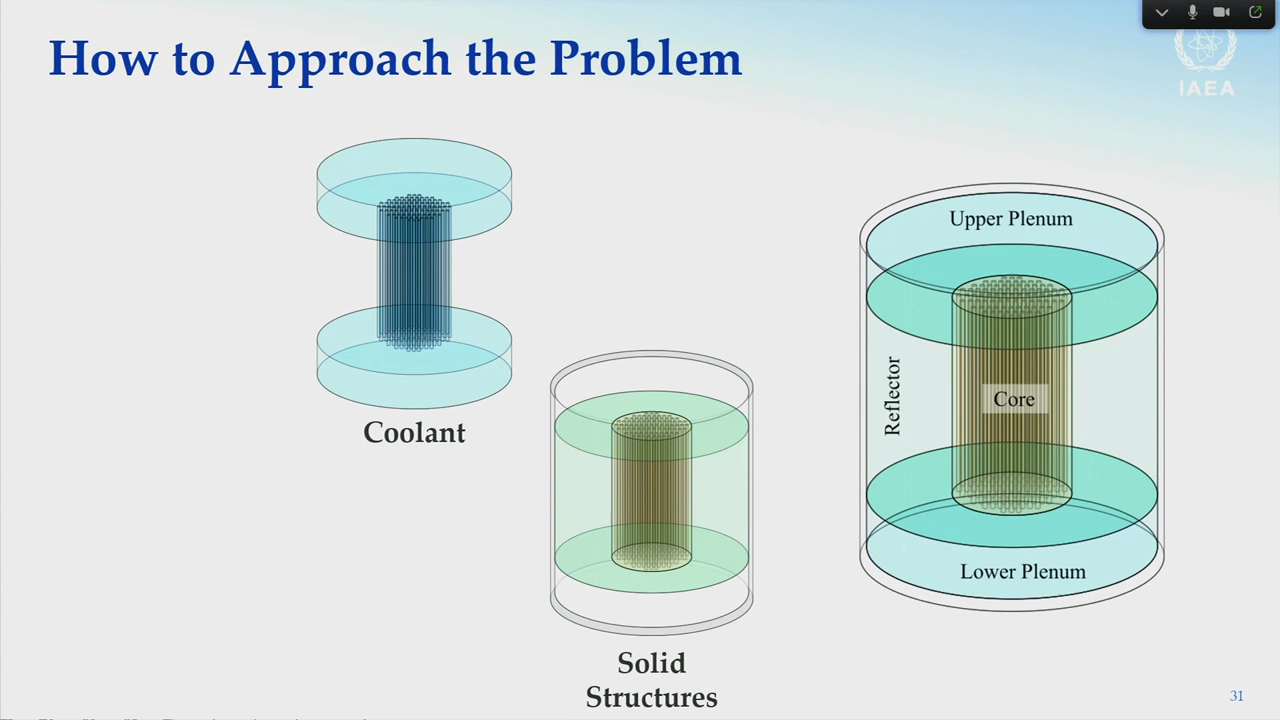 How to Approach the Problem
IAEA
Upper Plenum
Reflector
Core
Coolant
Lower Plenum
Solid
Structures
31